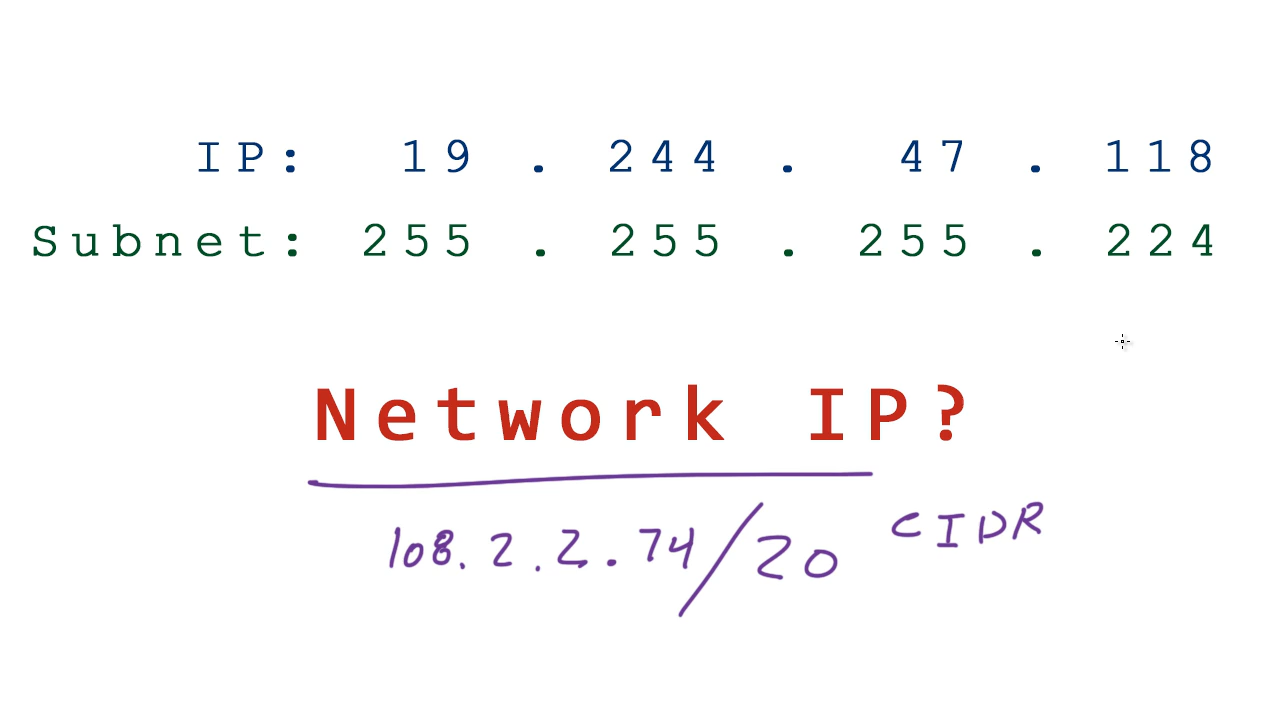 IP: 19 . 244 . 47 . 118
Subnet: 255 . 255 . 255 . 224
Network IP?
108.2.2.74/20 CIDR